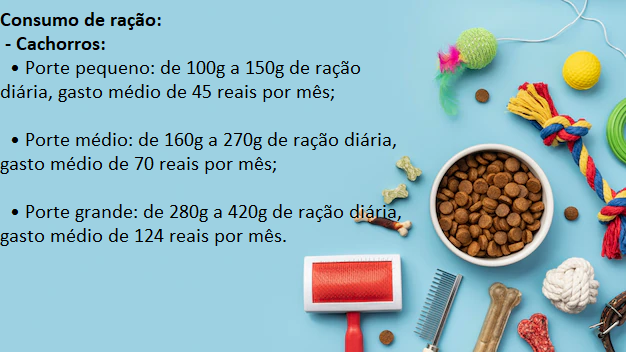 Consumo de ração:
- Cachorros:
• Porte pequeno: de 100g a 150g de ração
diária, gasto médio de 45 reais por mês;
• Porte médio: de 160g a 270g de ração diária,
gasto médio de 70 reais por mês;
• Porte grande: de 280g a 420g de ração diária,
gasto médio de 124 reais por mês.